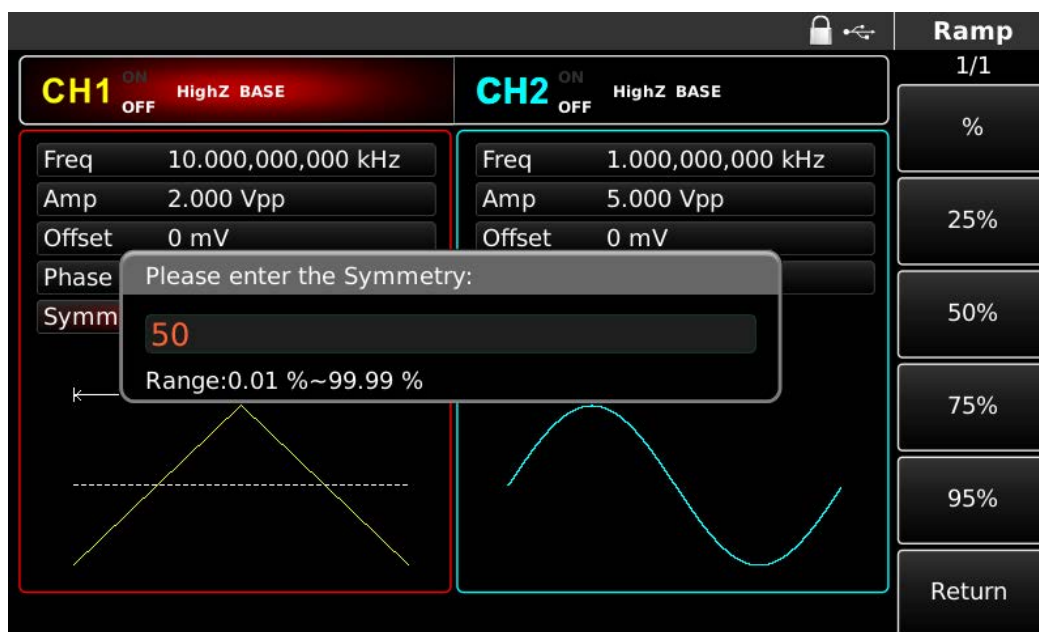 Ramp
1/1
CH1 ON OFF HighZ BASE
CH2 ON OFF HighZ BASE
Freq 10.000,000,000 kHz
Amp 2.000 Vpp
Offset 0 mV
Phase
Symm
Freq 1.000,000,000 kHz
Amp 5.000 Vpp
Offset 0 mV
Please enter the Symmetry:
50
Range:0.01 %~99.99 %
%
25%
50%
75%
95%
Return